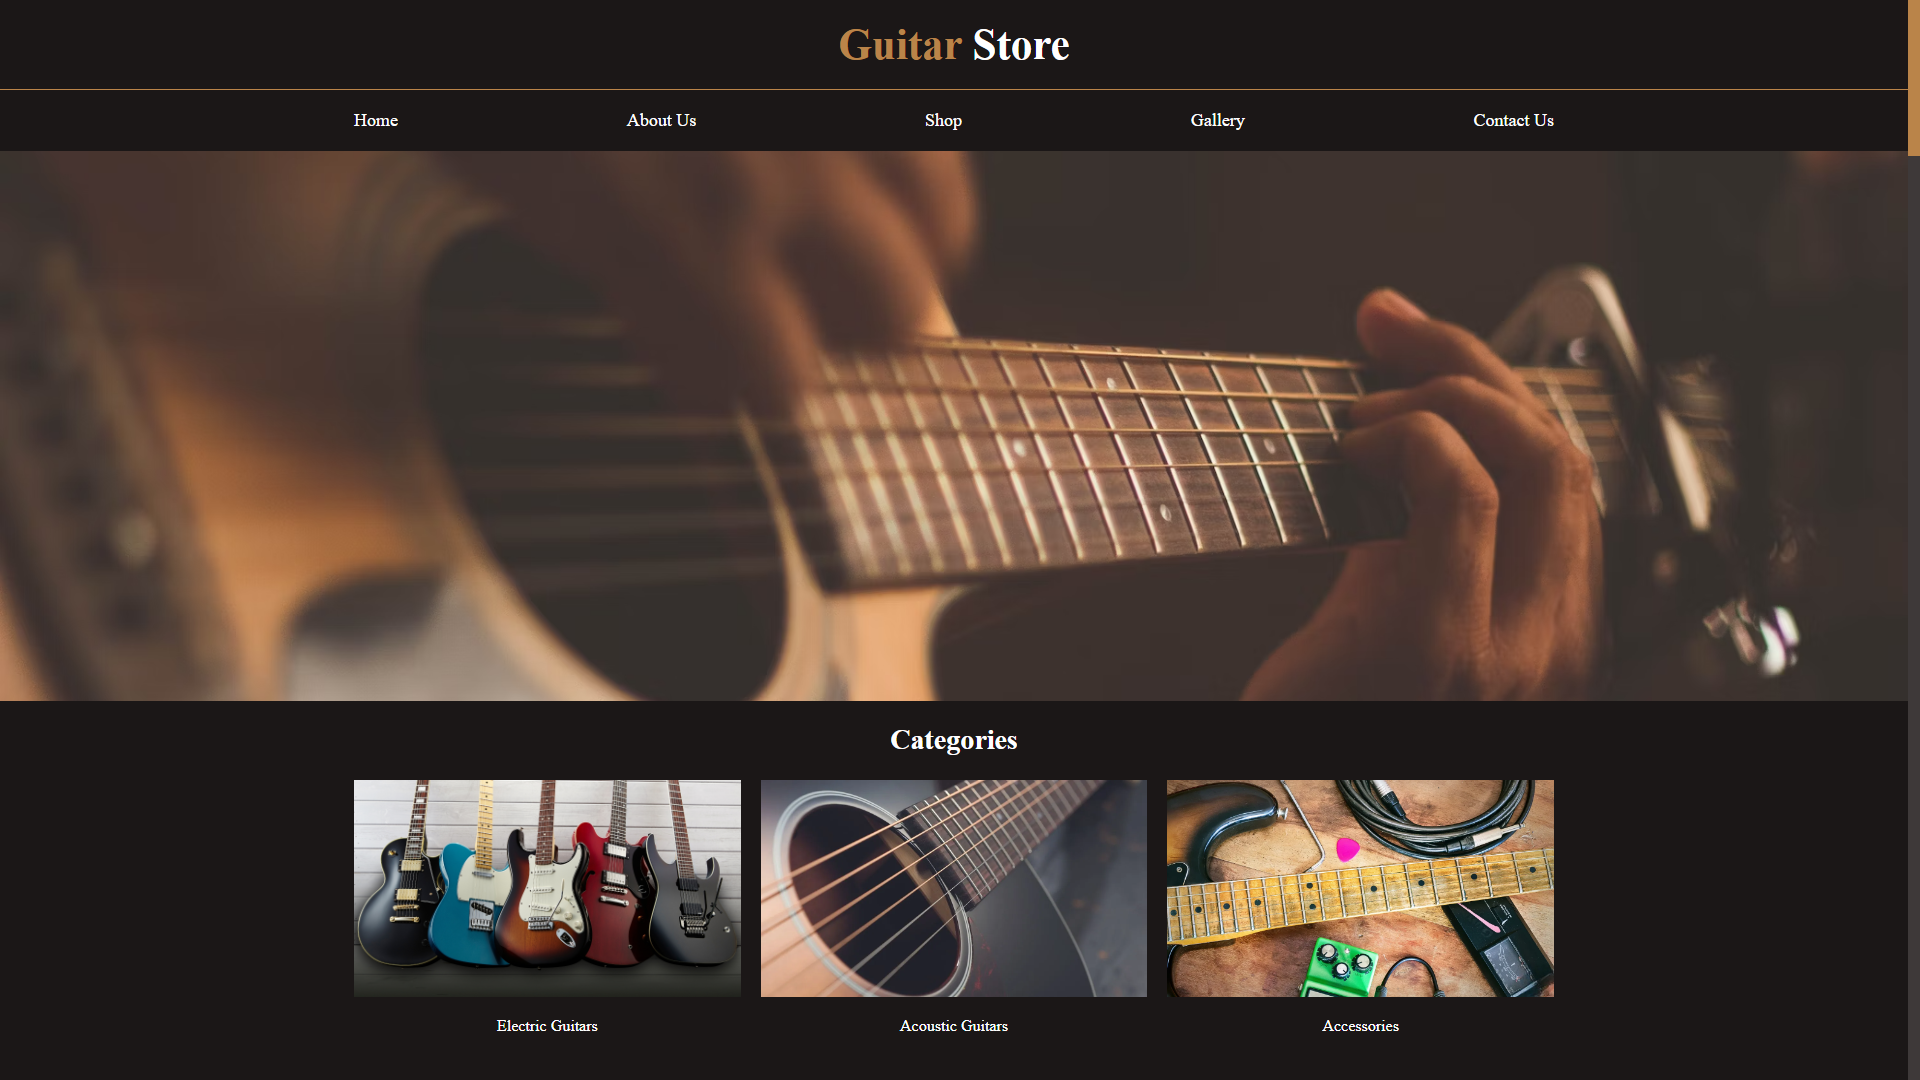 Guitar Store
Home About Us Shop Gallery Contact Us
Categories
Electric Guitars Acoustic Guitars Accessories